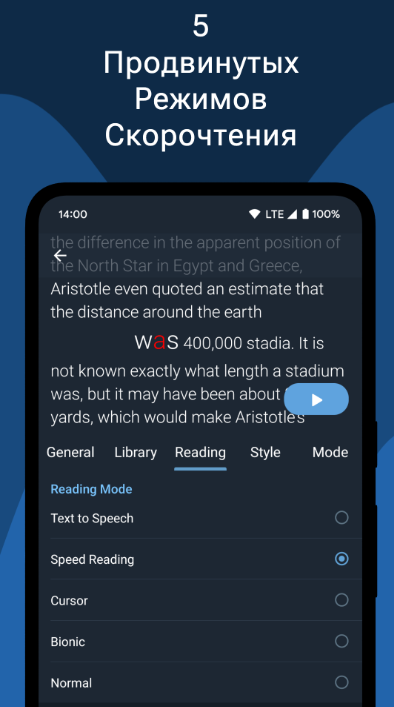 5
Продвинутых
Режимов
Скорочтения
14:00 LTE 100%
the difference in the apparent position of
the North Star in Egypt and Greece,
Aristotle even quoted an estimate that
the distance around the earth
was 400,000 stadia. It is
not known exactly what length a stadium
was, but it may have been about
yards, which would make Aristotle's
General Library Reading Style Mode
Reading Mode
Text to Speech
Speed Reading
Cursor
Bionic
Normal